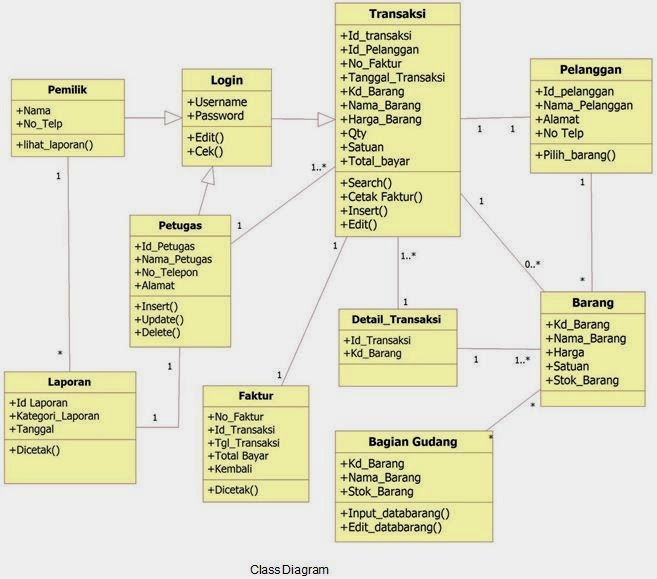 Transaksi
+Id_transaksi
+Id_Pelanggan
+No_Faktur
+Tanggal_Transaksi
+Kd_Barang
+Nama_Barang
+Harga_Barang
+Qty
+Satuan
+Total_bayar
+Search()
+Cetak Faktur()
+Insert()
+Edit()
Pelanggan
+Id_pelanggan
+Nama_Pelanggan
+Alamat
+No Telp
+Pilih_barang()
Login
+Username
+Password
+Edit()
+Cek()
Pemilik
+Nama
+No_Telp
+lihat_laporan()
1
1
1..*
1
1
1
Petugas
+Id_Petugas
+Nama_Petugas
+No_Telepon
+Alamat
+Insert()
+Update()
+Delete()
1
1
1..*
0..*
*
1
Barang
+Kd_Barang
+Nama_Barang
+Harga
+Satuan
+Stok_Barang
Detail_Transaksi
+Id_Transaksi
+Kd_Barang
1
1..*
*
1
1
Laporan
+Id Laporan
+Kategori_Laporan
+Tanggal
+Dicetak()
1
Faktur
+No_Faktur
+Id_Transaksi
+Tgl_Transaksi
+Total Bayar
+Kembali
+Dicetak()
*
*
Bagian Gudang
+Kd_Barang
+Nama_Barang
+Stok_Barang
+Input_databarang()
+Edit_databarang()
Class Diagram